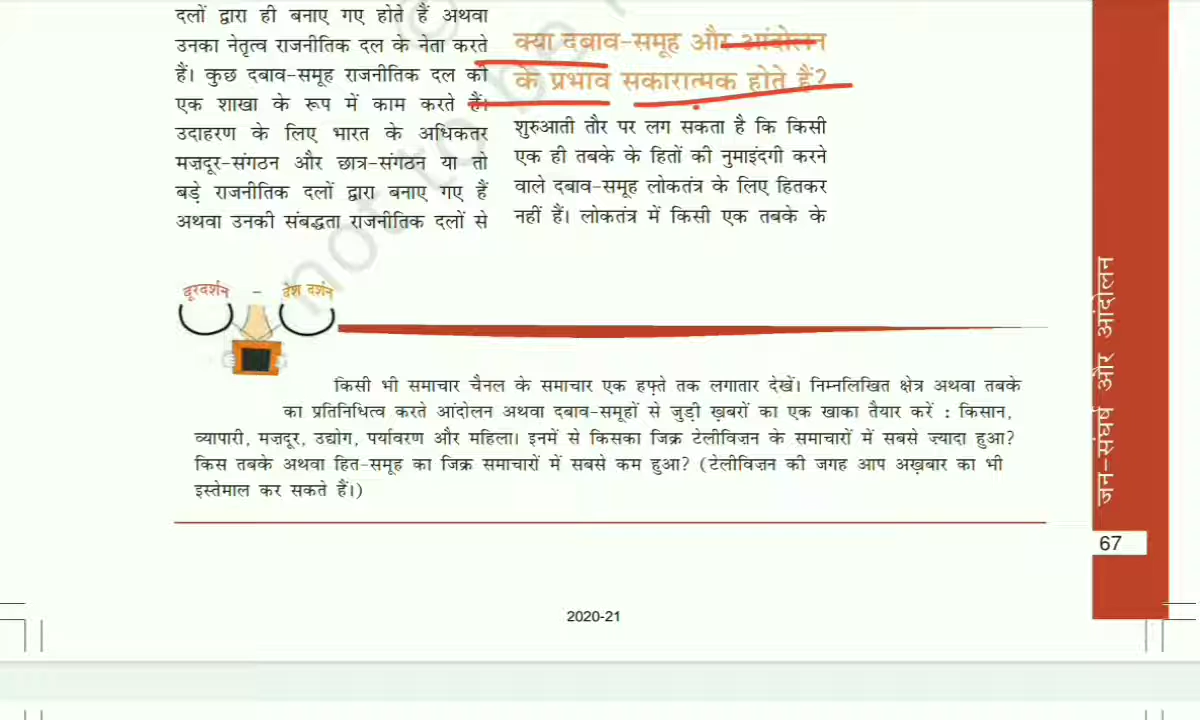 दलों द्वारा ही बनाए गए होते हैं अथवा
उनका नेतृत्व राजनीतिक दल के नेता करते
हैं। कुछ दबाव-समूह राजनीतिक दल की
एक शाखा के रूप में काम करते हैं।
उदाहरण के लिए भारत के अधिकतर
मज़दूर-संगठन और छात्र-संगठन या तो
बड़े राजनीतिक दलों द्वारा बनाए गए हैं
अथवा उनकी संबद्धता राजनीतिक दलों से
क्या दबाव-समूह और आंदोलन
के प्रभाव सकारात्मक होते हैं?
शुरुआती तौर पर लग सकता है कि किसी
एक ही तबके के हितों की नुमाइंदगी करने
वाले दबाव-समूह लोकतंत्र के लिए हितकर
नहीं हैं। लोकतंत्र में किसी एक तबके के
not to be
दूरदर्शन - देश दर्शन
किसी भी समाचार चैनल के समाचार एक हफ़्ते तक लगातार देखें। निम्नलिखित क्षेत्र अथवा तबके
का प्रतिनिधित्व करते आंदोलन अथवा दबाव-समूहों से जुड़ी ख़बरों का एक खाका तैयार करें : किसान,
व्यापारी, मज़दूर, उद्योग, पर्यावरण और महिला। इनमें से किसका जिक्र टेलीविज़न के समाचारों में सबसे ज़्यादा हुआ?
किस तबके अथवा हित-समूह का जिक्र समाचारों में सबसे कम हुआ? (टेलीविज़न की जगह आप अख़बार का भी
इस्तेमाल कर सकते हैं।)
जन-संघर्ष और आंदोलन
67
2020-21